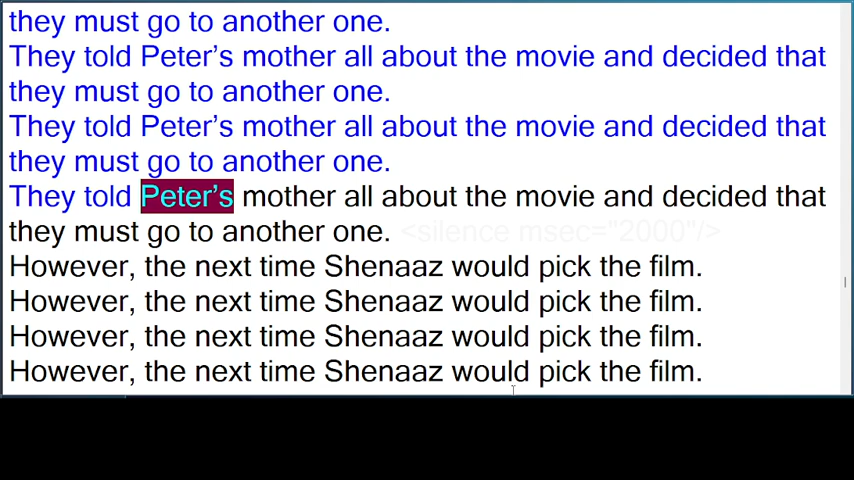 they must go to another one.
They told Peter’s mother all about the movie and decided that
they must go to another one.
They told Peter’s mother all about the movie and decided that
they must go to another one.
They told Peter’s mother all about the movie and decided that
they must go to another one. <silence msec="2000"/>
However, the next time Shenaaz would pick the film.
However, the next time Shenaaz would pick the film.
However, the next time Shenaaz would pick the film.
However, the next time Shenaaz would pick the film.